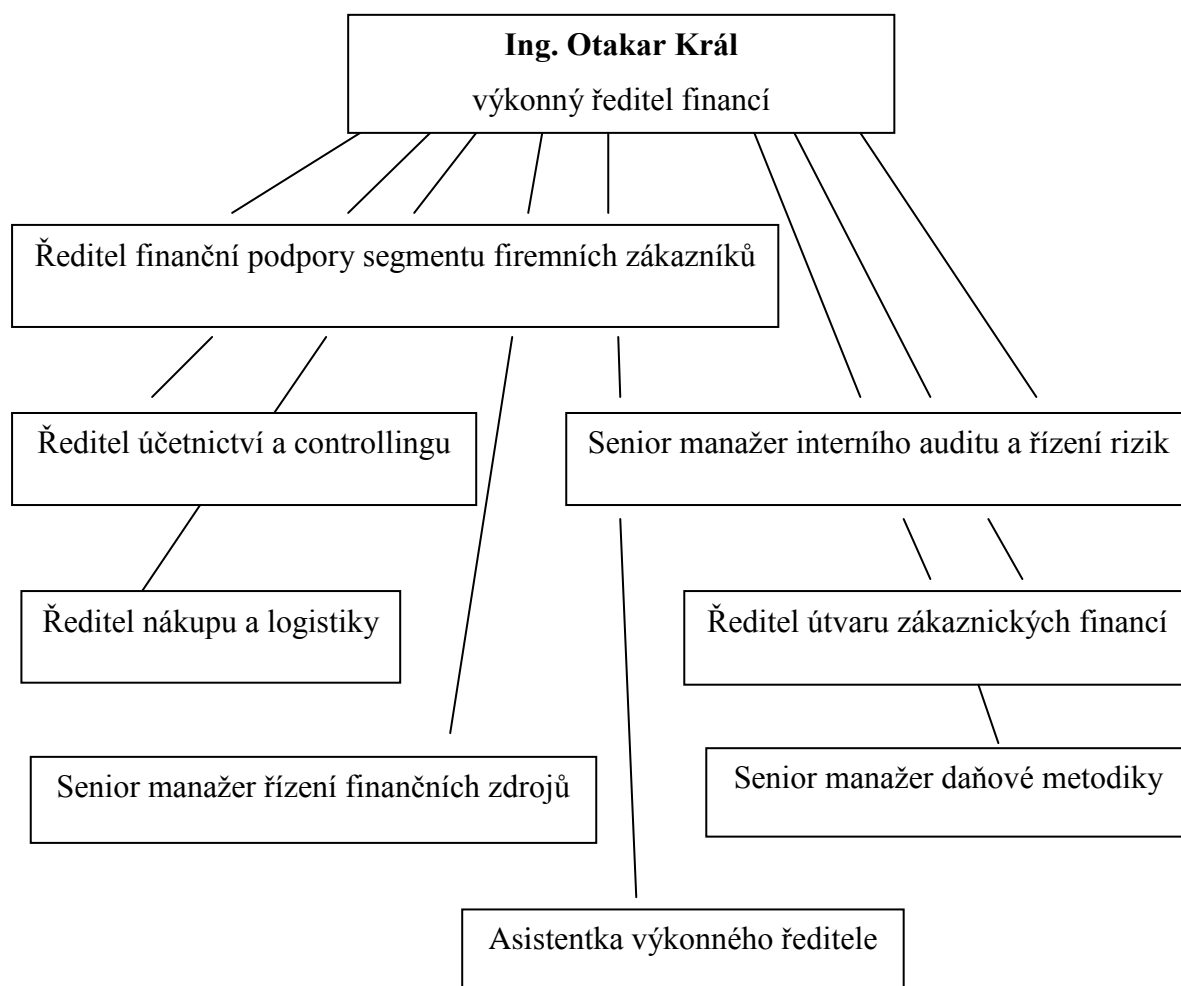 Ing. Otakar Král
výkonný ředitel financí
Ředitel finanční podpory segmentu firemních zákazníků
Ředitel účetnictví a controllingu
Senior manažer interního auditu a řízení rizik
Ředitel nákupu a logistiky
Ředitel útvaru zákaznických financí
Senior manažer řízení finančních zdrojů
Senior manažer daňové metodiky
Asistentka výkonného ředitele